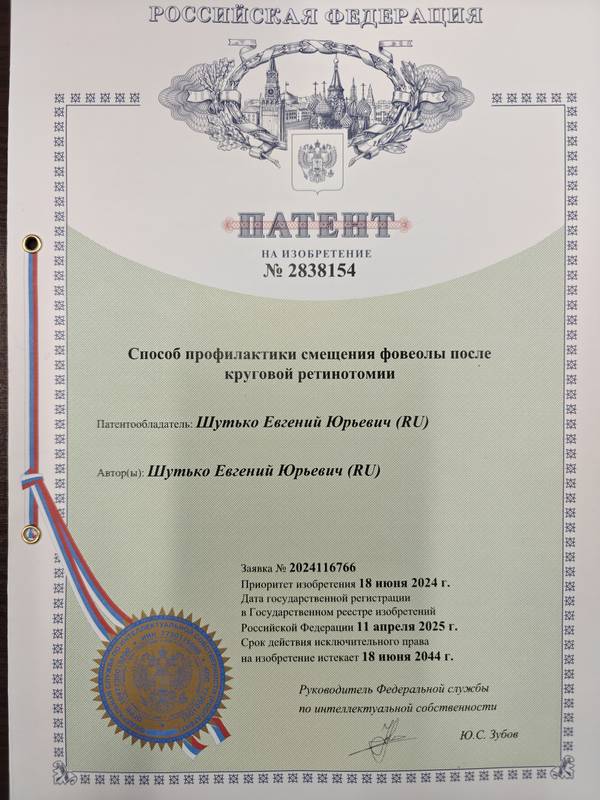 РОССИЙСКАЯ ФЕДЕРАЦИЯ
ПАТЕНТ
НА ИЗОБРЕТЕНИЕ
№ 2838154
Способ профилактики смещения фовеолы после
круговой ретинотомии
Патентообладатель: Шутько Евгений Юрьевич (RU)
Автор(ы): Шутько Евгений Юрьевич (RU)
Заявка № 2024116766
Приоритет изобретения 18 июня 2024 г.
Дата государственной регистрации
в Государственном реестре изобретений
Российской Федерации 11 апреля 2025 г.
Срок действия исключительного права
на изобретение истекает 18 июня 2044 г.
Руководитель Федеральной службы
по интеллектуальной собственности
Ю.С. Зубов